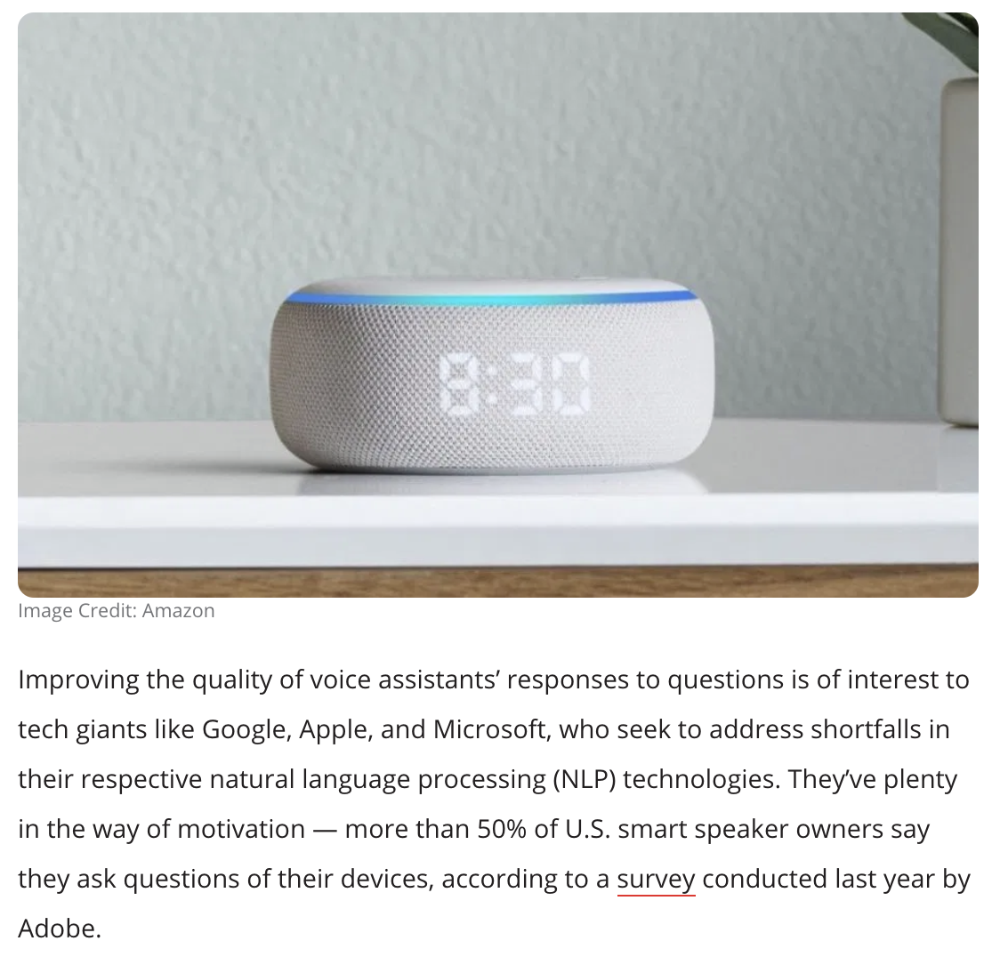 8:30
Image Credit: Amazon
Improving the quality of voice assistants’ responses to questions is of interest to
tech giants like Google, Apple, and Microsoft, who seek to address shortfalls in
their respective natural language processing (NLP) technologies. They’ve plenty
in the way of motivation — more than 50% of U.S. smart speaker owners say
they ask questions of their devices, according to a survey conducted last year by
Adobe.